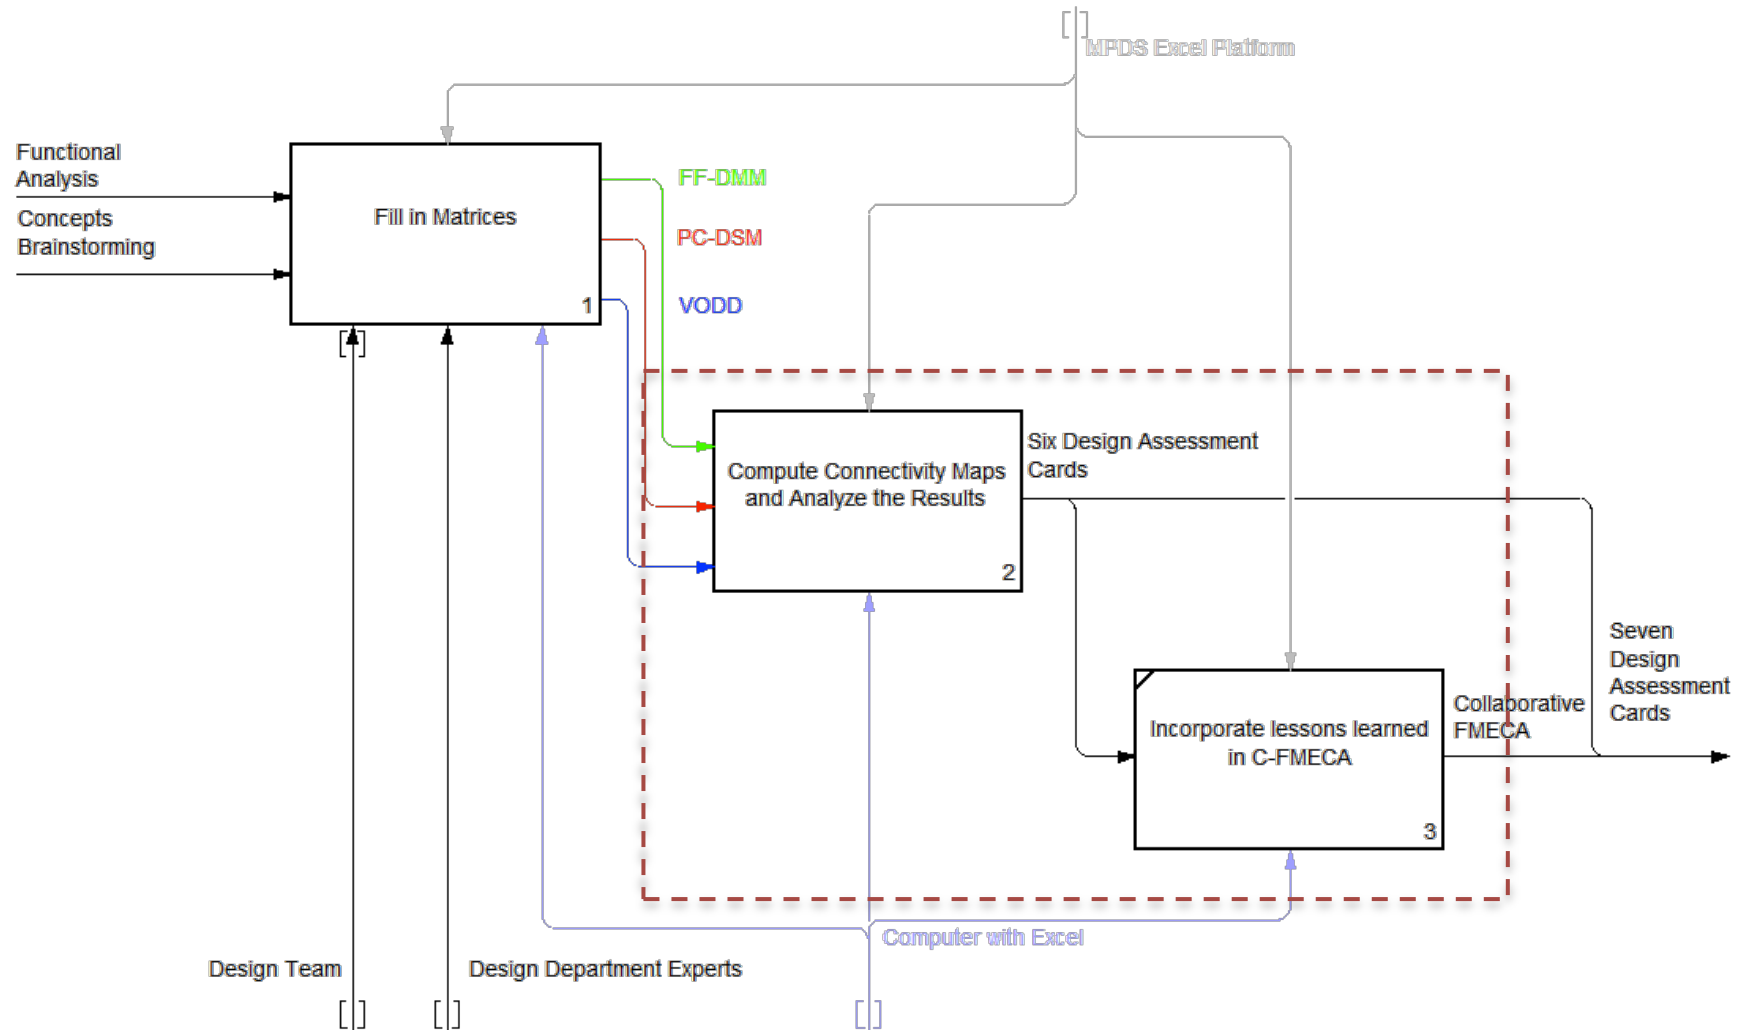 MPDS Excel Platform
Functional
Analysis
Concepts
Brainstorming
Fill in Matrices
1
FF-DMM
PC-DSM
VODD
Compute Connectivity Maps
and Analyze the Results
2
Six Design Assessment
Cards
Seven
Design
Assessment
Cards
Collaborative
FMECA
Incorporate lessons learned
in C-FMECA
3
Computer with Excel
Design Team
Design Department Experts